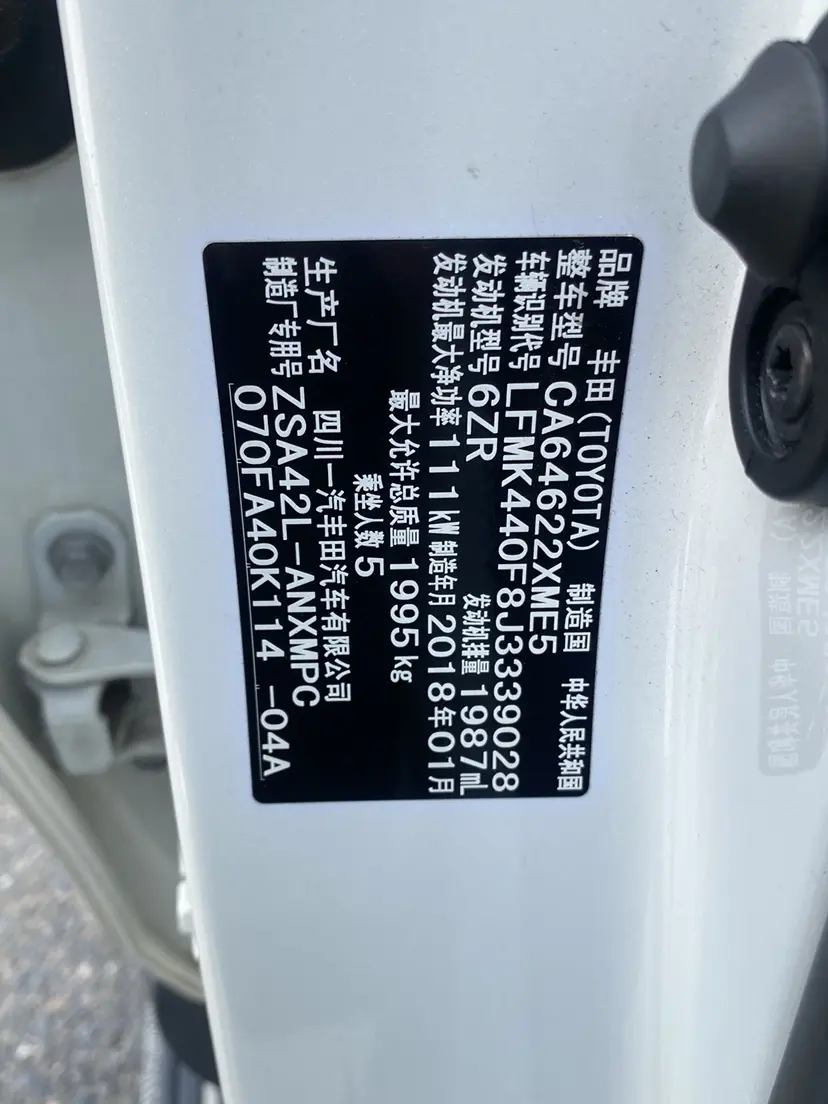 品牌 丰田(TOYOTA) 制造国 中华人民共和国
整车型号 CA64622XME5
车辆识别代号 LFMK440F8J3339028
发动机型号 6ZR 发动机排量 1987mL
发动机最大净功率 111kW 制造年月 2018年01月
最大允许总质量 1995kg
乘坐人数 5
生产厂名 四川一汽丰田汽车有限公司
制造厂专用号 ZSA42L-ANXMPC
070FA40K114 -04A